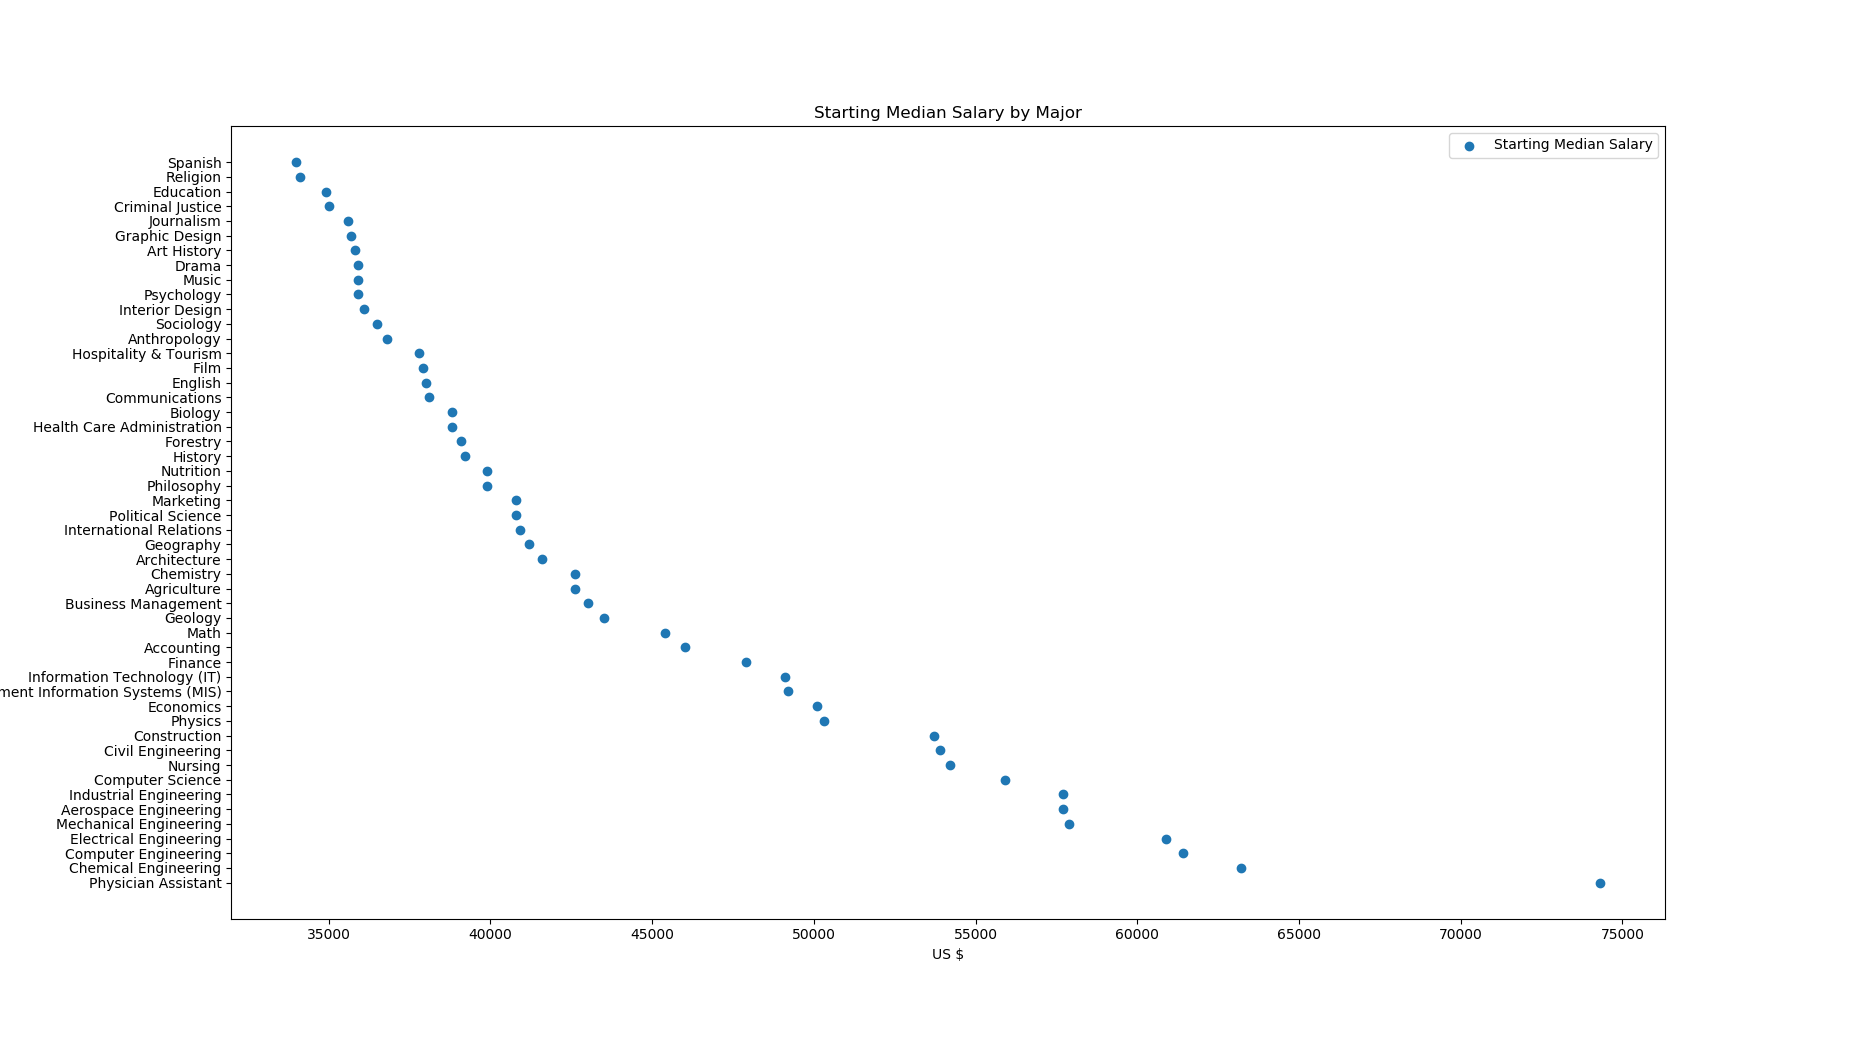 Starting Median Salary by Major
Starting Median Salary
Spanish
Religion
Education
Criminal Justice
Journalism
Graphic Design
Art History
Drama
Music
Psychology
Interior Design
Sociology
Anthropology
Hospitality & Tourism
Film
English
Communications
Biology
Health Care Administration
Forestry
History
Nutrition
Philosophy
Marketing
Political Science
International Relations
Geography
Architecture
Chemistry
Agriculture
Business Management
Geology
Math
Accounting
Finance
Information Technology (IT)
ment Information Systems (MIS)
Economics
Physics
Construction
Civil Engineering
Nursing
Computer Science
Industrial Engineering
Aerospace Engineering
Mechanical Engineering
Electrical Engineering
Computer Engineering
Chemical Engineering
Physician Assistant
35000 40000 45000 50000 55000 60000 65000 70000 75000
US $